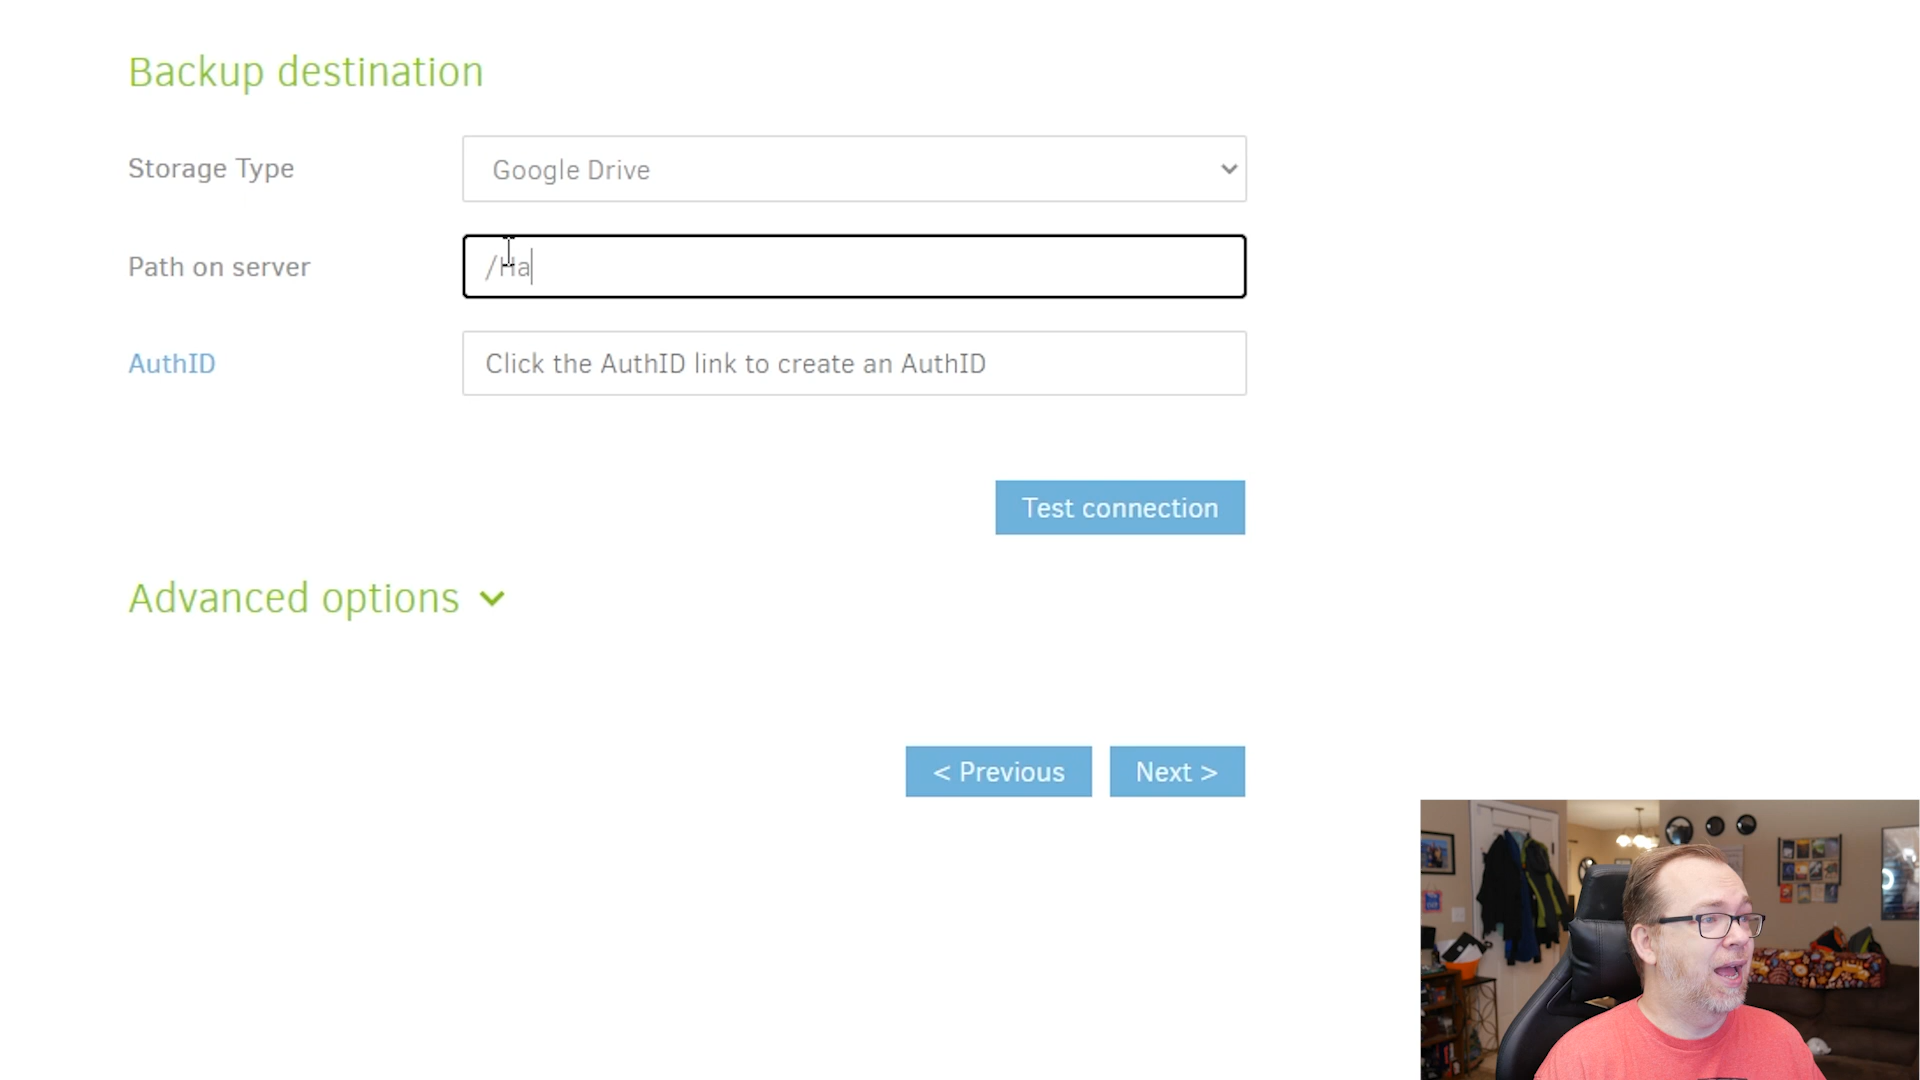 Backup destination
Storage Type
Google Drive
Path on server
/Ha
AuthID
Click the AuthID link to create an AuthID
Test connection
Advanced options
< Previous
Next >